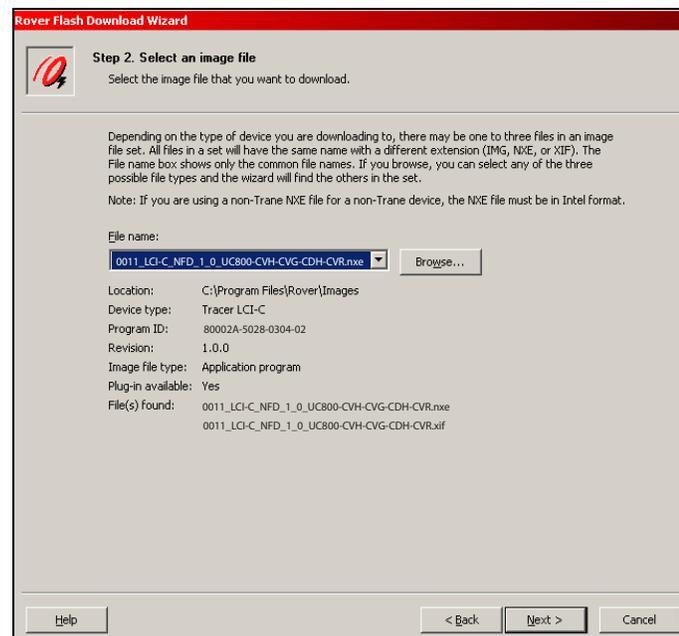 Rover Flash Download Wizard
Step 2. Select an image file
Select the image file that you want to download.
Depending on the type of device you are downloading to, there may be one to three files in an image
file set. All files in a set will have the same name with a different extension (IMG, NXE, or XIF). The
File name box shows only the common file names. If you browse, you can select any of the three
possible file types and the wizard will find the others in the set.
Note: If you are using a non-Trane NXE file for a non-Trane device, the NXE file must be in Intel format.
File name:
0011_LCI-C_NFD_1_0_UC800-CVH-CVG-CDH-CVR.nxe Browse...
Location: C:\Program Files\Rover\Images
Device type: Tracer LCI-C
Program ID: 80002A-5028-0304-02
Revision: 1.0.0
Image file type: Application program
Plug-in available: Yes
File(s) found: 0011_LCI-C_NFD_1_0_UC800-CVH-CVG-CDH-CVR.nxe
0011_LCI-C_NFD_1_0_UC800-CVH-CVG-CDH-CVR.xif
Help < Back Next > Cancel